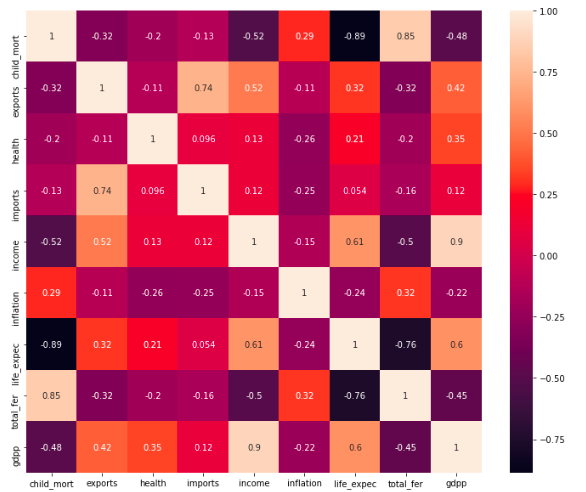 child_mort 1 -0.32 -0.2 -0.13 -0.52 0.29 -0.89 0.85 -0.48
exports -0.32 1 -0.11 0.74 0.52 -0.11 0.32 -0.32 0.42
health -0.2 -0.11 1 0.096 0.13 -0.26 0.21 -0.2 0.35
imports -0.13 0.74 0.096 1 0.12 -0.25 0.054 -0.16 0.12
income -0.52 0.52 0.13 0.12 1 -0.15 0.61 -0.5 0.9
inflation 0.29 -0.11 -0.26 -0.25 -0.15 1 -0.24 0.32 -0.22
life_expec -0.89 0.32 0.21 0.054 0.61 -0.24 1 -0.76 0.6
total_fer 0.85 -0.32 -0.2 -0.16 -0.5 0.32 -0.76 1 -0.45
gdpp -0.48 0.42 0.35 0.12 0.9 -0.22 0.6 -0.45 1
child_mort exports health imports income inflation life_expec total_fer gdpp
1.00
0.75
0.50
0.25
0.00
−0.25
−0.50
−0.75